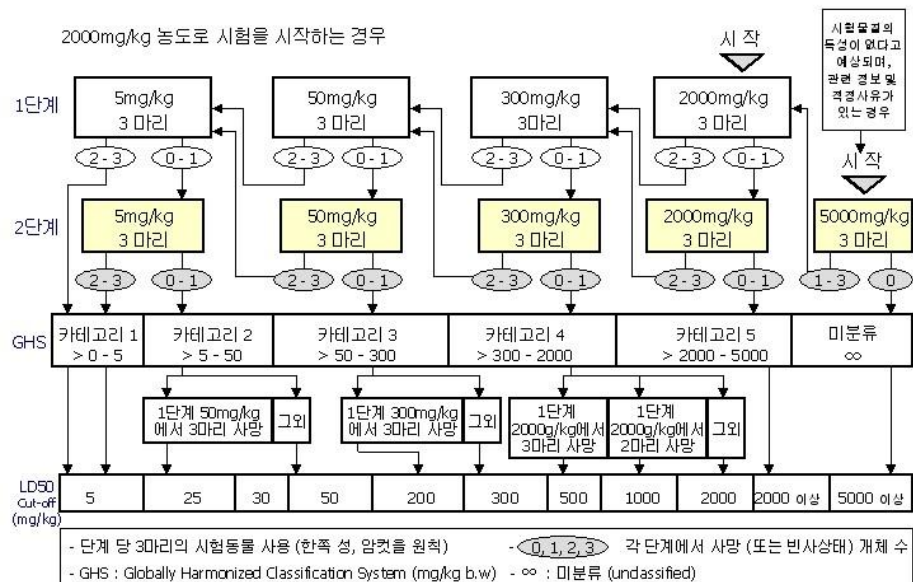 2000mg/kg 농도로 시험을 시작하는 경우
시 작
시험물질의
독성이 없다고
예상되며,
관련 정보 및
적정사유가
있는 경우
시 작
1단계
5mg/kg
3 마리
50mg/kg
3 마리
300mg/kg
3마리
2000mg/kg
3 마리
2 - 3
0 - 1
2 - 3
0 - 1
2 - 3
0 - 1
2 - 3
0 - 1
2단계
5mg/kg
3 마리
50mg/kg
3 마리
300mg/kg
3 마리
2000mg/kg
3 마리
5000mg/kg
3 마리
2 - 3
0 - 1
2 - 3
0 - 1
2 - 3
0 - 1
2 - 3
0 - 1
1 - 3
0
GHS
카테고리 1
> 0 - 5
카테고리 2
> 5 - 50
카테고리 3
> 50 - 300
카테고리 4
> 300 - 2000
카테고리 5
> 2000 - 5000
미분류
∞
1단계 50mg/kg
에서 3마리 사망
그외
1단계 300mg/kg
에서 3마리 사망
그외
1단계
2000g/kg에서
3마리 사망
1단계
2000g/kg에서
2마리 사망
그외
LD50
Cut-off
(mg/kg)
5
25
30
50
200
300
500
1000
2000
2000 이상
5000 이상
- 단계 당 3마리의 시험동물 사용 (한쪽 성, 암컷을 원칙)
- 0, 1, 2, 3 각 단계에서 사망 (또는 빈사상태) 개체 수
- GHS : Globally Harmonized Classification System (mg/kg b.w)
- ∞ : 미분류 (unclassified)